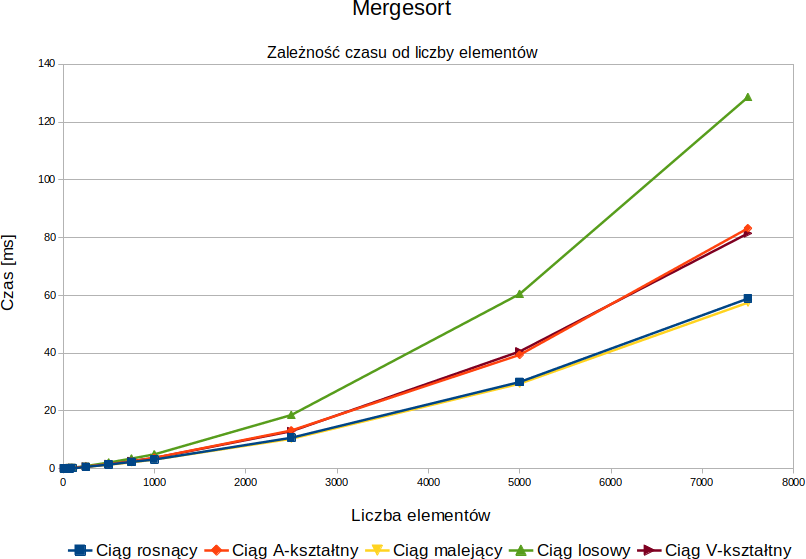 Mergesort
Zależność czasu od liczby elementów
140
120
100
80
60
40
20
0
Czas [ms]
0 1000 2000 3000 4000 5000 6000 7000 8000
Liczba elementów
Ciąg rosnący Ciąg A-kształtny Ciąg malejący Ciąg losowy Ciąg V-kształtny